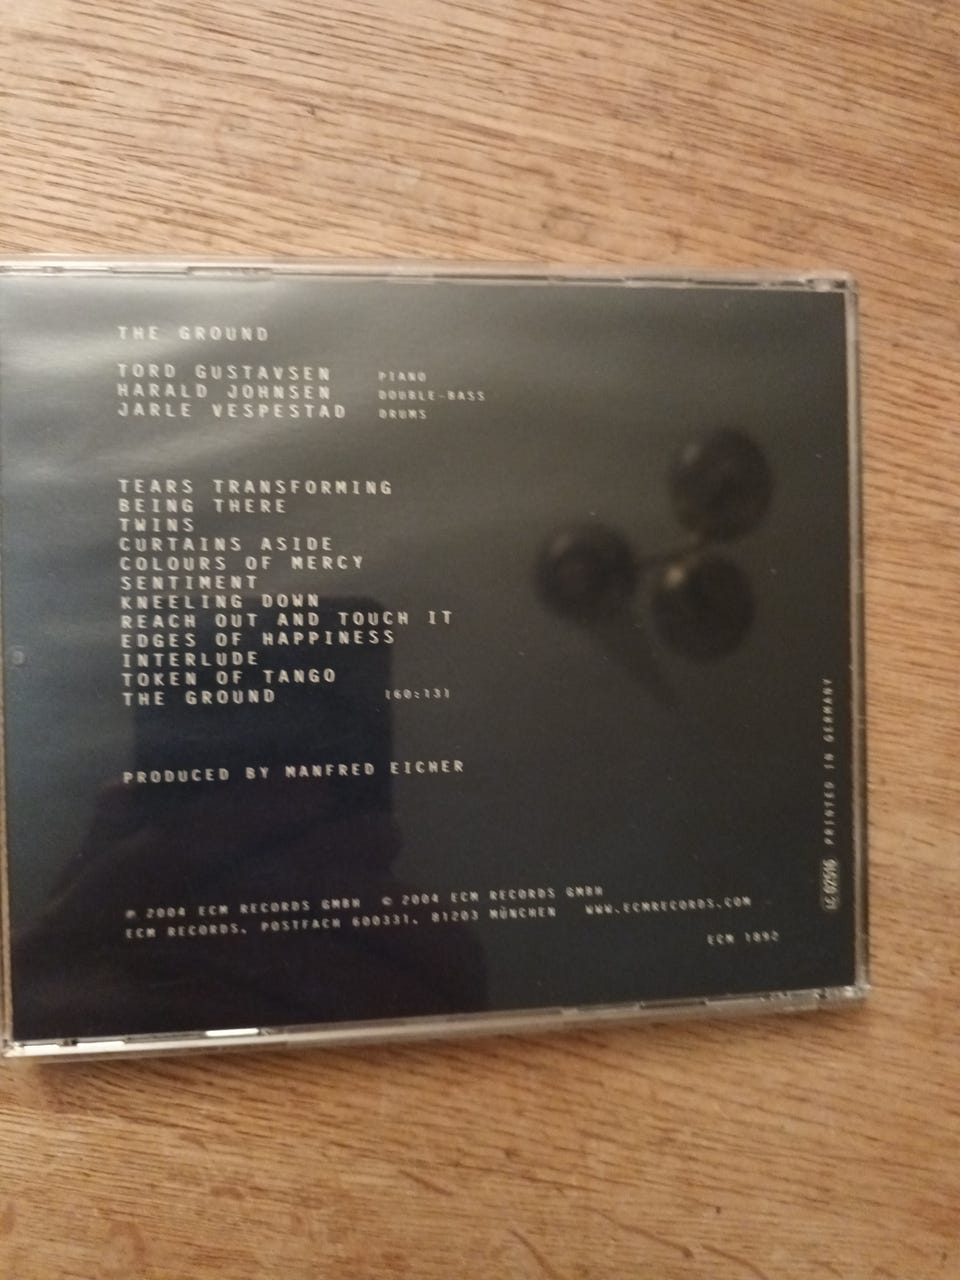 THE GROUND
TORD GUSTAVSEN PIANO
HARALD JOHNSEN DOUBLE-BASS
JARLE VESPESTAD DRUMS
TEARS TRANSFORMING
BEING THERE
TWINS
CURTAINS ASIDE
COLOURS OF MERCY
SENTIMENT
KNEELING DOWN
REACH OUT AND TOUCH IT
EDGES OF HAPPINESS
INTERLUDE
TOKEN OF TANGO
THE GROUND [60:13]
PRODUCED BY MANFRED EICHER
℗ 2004 ECM RECORDS GMBH © 2004 ECM RECORDS GMBH
ECM RECORDS, POSTFACH 600331, 81203 MÜNCHEN WWW.ECMRECORDS.COM
ECM 1892
LC 02516 PRINTED IN GERMANY